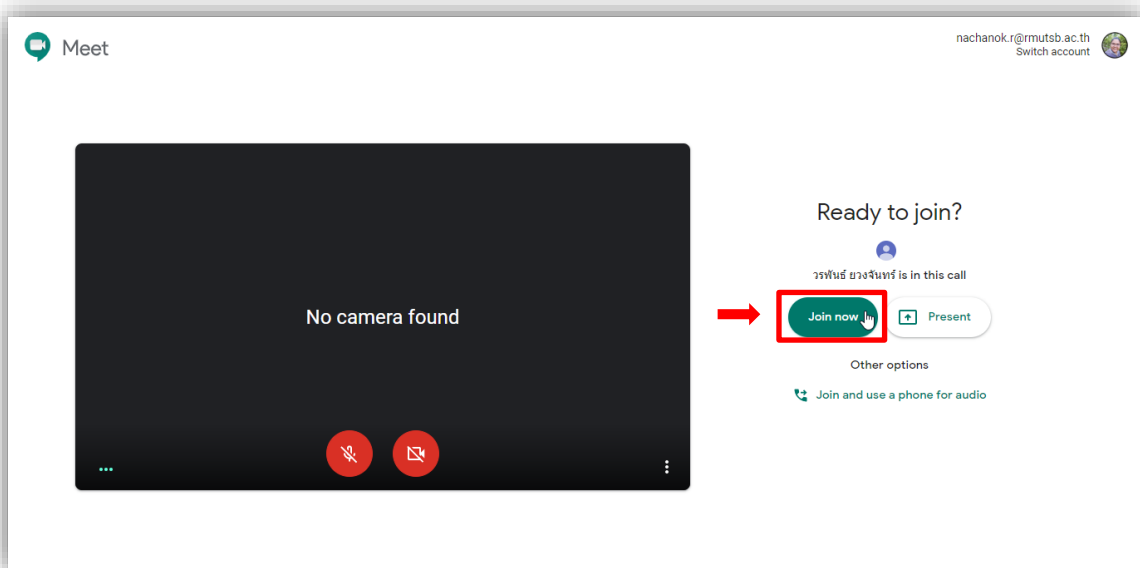 Meet
nachanok.r@rmutsb.ac.th
Switch account
No camera found
Ready to join?
วรพันธ์ ยวงจันทร์ is in this call
Join now
Present
Other options
Join and use a phone for audio